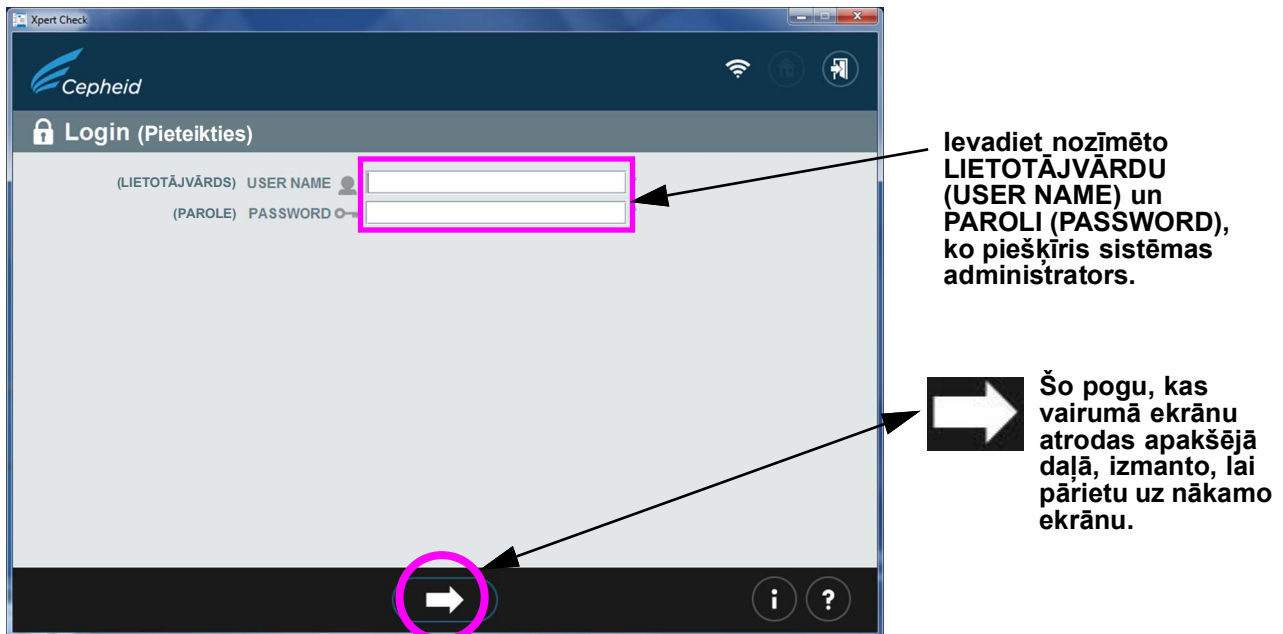 Xpert Check
Cepheid
Login (Pieteikties)
(LIETOTĀJVĀRDS) USER NAME
(PAROLE) PASSWORD
Ievadiet nozīmēto
LIETOTĀJVĀRDU
(USER NAME) un
PAROLI (PASSWORD),
ko piešķīris sistēmas
administrators.
Šo pogu, kas
vairumā ekrānu
atrodas apakšējā
daļā, izmanto, lai
pārietu uz nākamo
ekrānu.
i ?